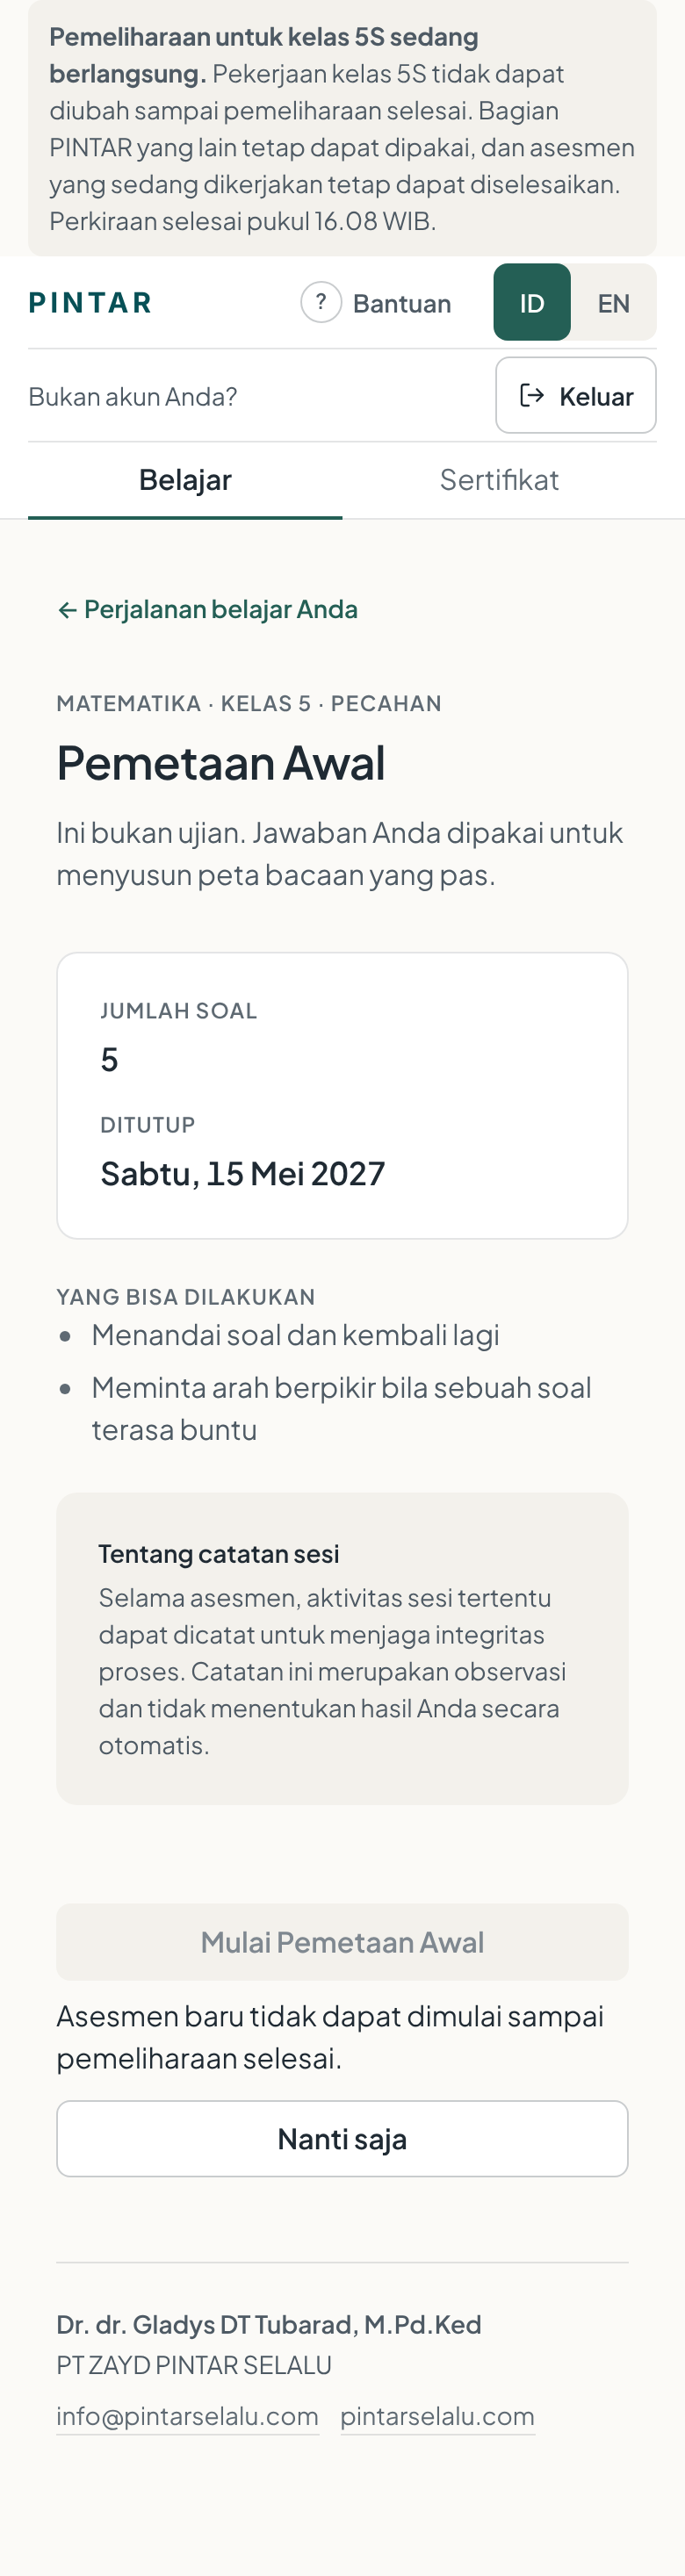 Pemeliharaan untuk kelas 5S sedang
berlangsung. Pekerjaan kelas 5S tidak dapat
diubah sampai pemeliharaan selesai. Bagian
PINTAR yang lain tetap dapat dipakai, dan asesmen
yang sedang dikerjakan tetap dapat diselesaikan.
Perkiraan selesai pukul 16.08 WIB.
PINTAR ? Bantuan ID EN
Bukan akun Anda? Keluar
Belajar Sertifikat
← Perjalanan belajar Anda
MATEMATIKA · KELAS 5 · PECAHAN
Pemetaan Awal
Ini bukan ujian. Jawaban Anda dipakai untuk
menyusun peta bacaan yang pas.
JUMLAH SOAL
5
DITUTUP
Sabtu, 15 Mei 2027
YANG BISA DILAKUKAN
• Menandai soal dan kembali lagi
• Meminta arah berpikir bila sebuah soal
terasa buntu
Tentang catatan sesi
Selama asesmen, aktivitas sesi tertentu
dapat dicatat untuk menjaga integritas
proses. Catatan ini merupakan observasi
dan tidak menentukan hasil Anda secara
otomatis.
Mulai Pemetaan Awal
Asesmen baru tidak dapat dimulai sampai
pemeliharaan selesai.
Nanti saja
Dr. dr. Gladys DT Tubarad, M.Pd.Ked
PT ZAYD PINTAR SELALU
info@pintarselalu.com pintarselalu.com